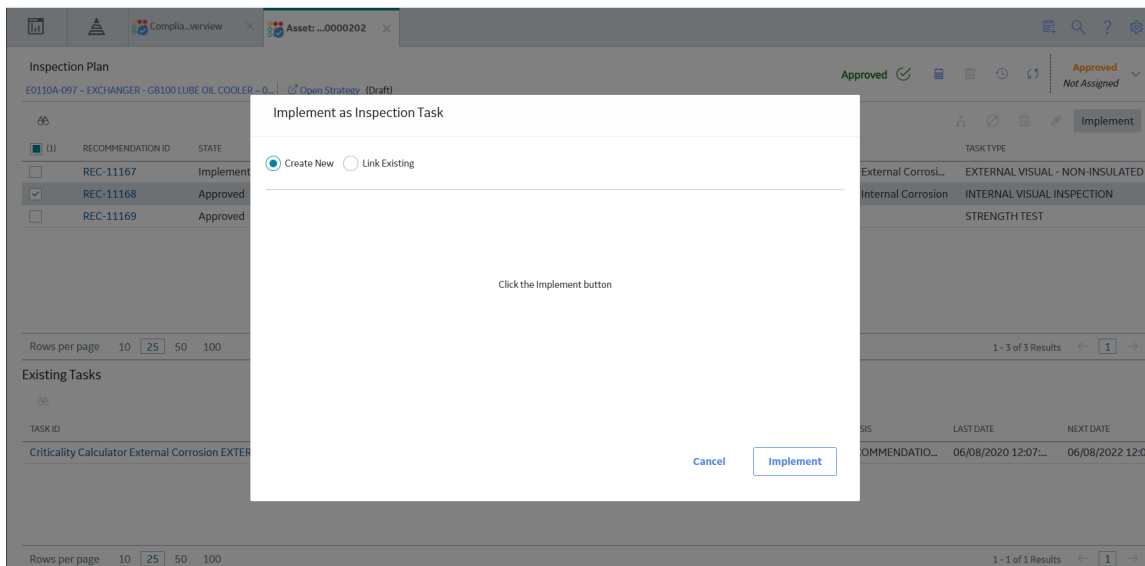 Complia...verview
Asset: ...0000202
Inspection Plan
E0110A-097 ~ EXCHANGER - GB100 LUBE OIL COOLER ~ 0... Open Strategy (Draft)
Approved
Approved
Not Assigned
Implement as Inspection Task
Implement
(1) RECOMMENDATION ID STATE TASK TYPE
Create New Link Existing
REC-11167 Implement External Corrosi... EXTERNAL VISUAL - NON-INSULATED
REC-11168 Approved Internal Corrosion INTERNAL VISUAL INSPECTION
REC-11169 Approved STRENGTH TEST
Click the Implement button
Rows per page 10 25 50 100 1 - 3 of 3 Results 1
Existing Tasks
TASK ID SIS LAST DATE NEXT DATE
Criticality Calculator External Corrosion EXTER OMMENDATIO... 06/08/2020 12:07:... 06/08/2022 12:0
Cancel Implement
Rows per page 10 25 50 100 1 - 1 of 1 Results 1